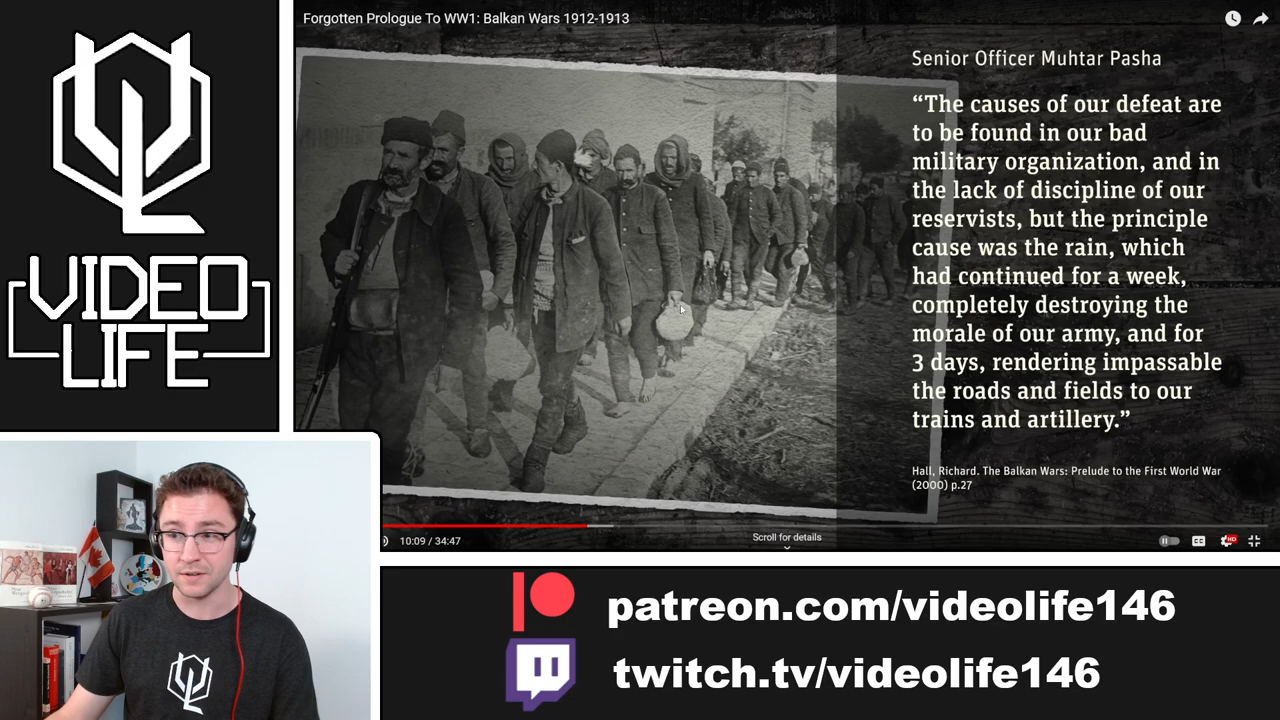 Forgotten Prologue To WW1: Balkan Wars 1912-1913
Senior Officer Muhtar Pasha
“The causes of our defeat are
to be found in our bad
military organization, and in
the lack of discipline of our
reservists, but the principle
cause was the rain, which
had continued for a week,
completely destroying the
morale of our army, and for
3 days, rendering impassable
the roads and fields to our
trains and artillery.”
Hall, Richard. The Balkan Wars: Prelude to the First World War
(2000) p.27
VIDEO
LIFE
10:09 / 34:47
Scroll for details
CC
HD
patreon.com/videolife146
twitch.tv/videolife146